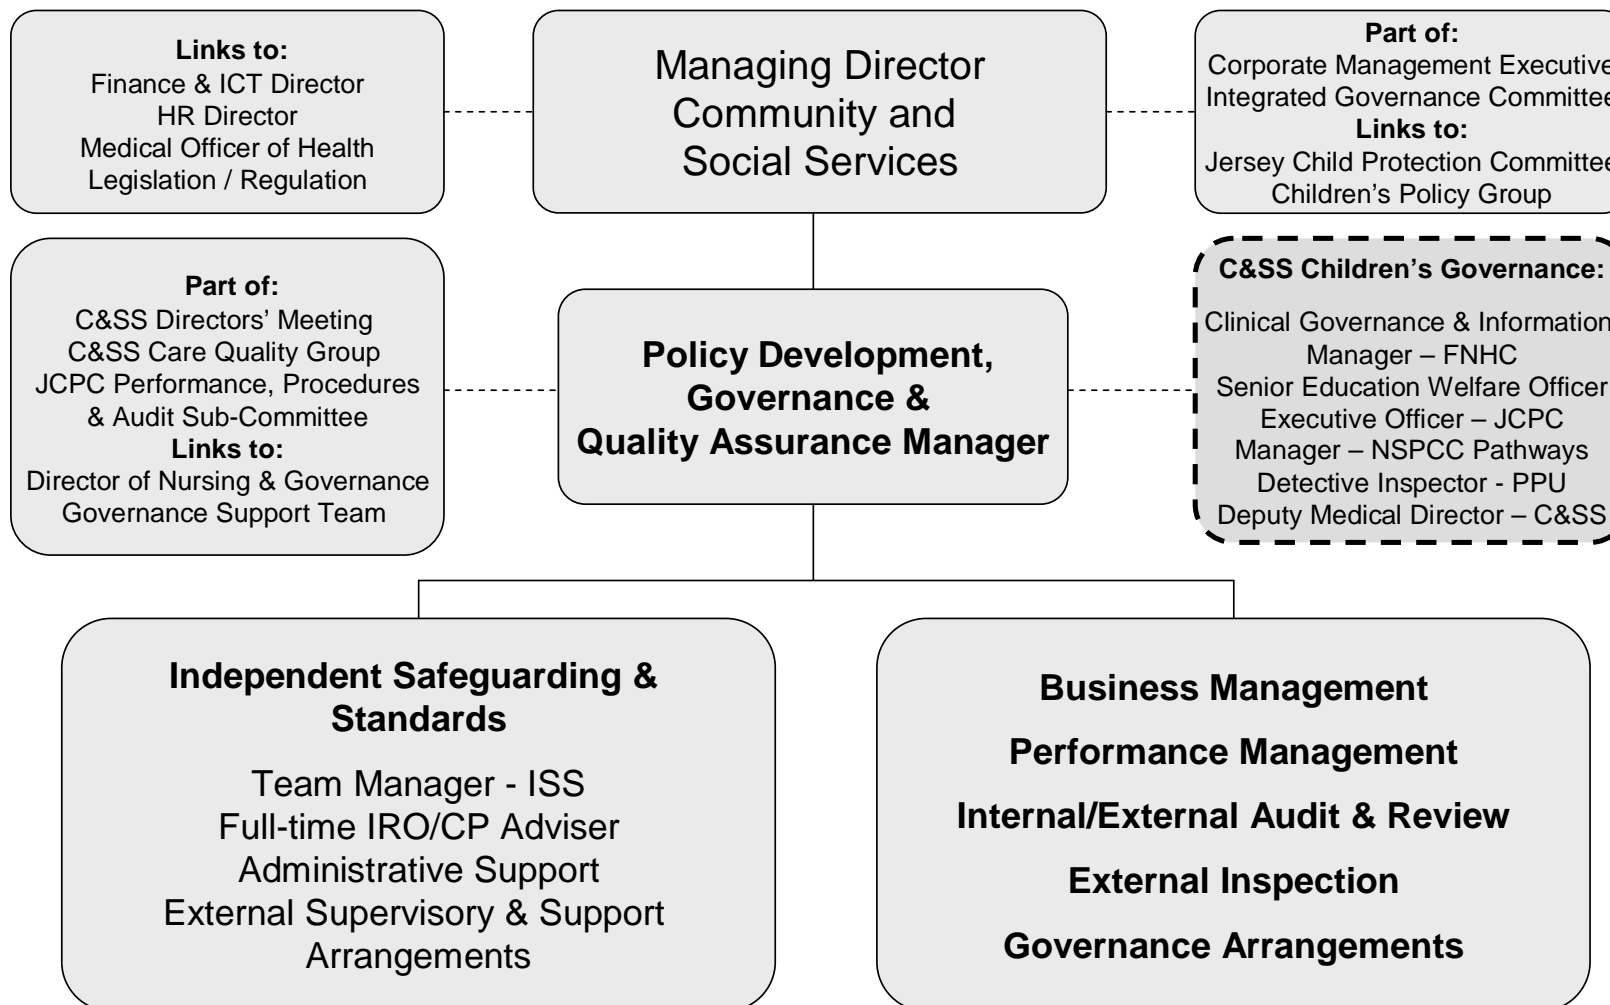 Links to:
Finance & ICT Director
HR Director
Medical Officer of Health
Legislation / Regulation
Managing Director
Community and
Social Services
Part of:
Corporate Management Executive
Integrated Governance Committee
Links to:
Jersey Child Protection Committee
Children’s Policy Group
Part of:
C&SS Directors’ Meeting
C&SS Care Quality Group
JCPC Performance, Procedures
& Audit Sub-Committee
Links to:
Director of Nursing & Governance
Governance Support Team
Policy Development,
Governance &
Quality Assurance Manager
C&SS Children’s Governance:
Clinical Governance & Information
Manager – FNHC
Senior Education Welfare Officer
Executive Officer – JCPC
Manager – NSPCC Pathways
Detective Inspector - PPU
Deputy Medical Director – C&SS
Independent Safeguarding &
Standards
Team Manager - ISS
Full-time IRO/CP Adviser
Administrative Support
External Supervisory & Support
Arrangements
Business Management
Performance Management
Internal/External Audit & Review
External Inspection
Governance Arrangements